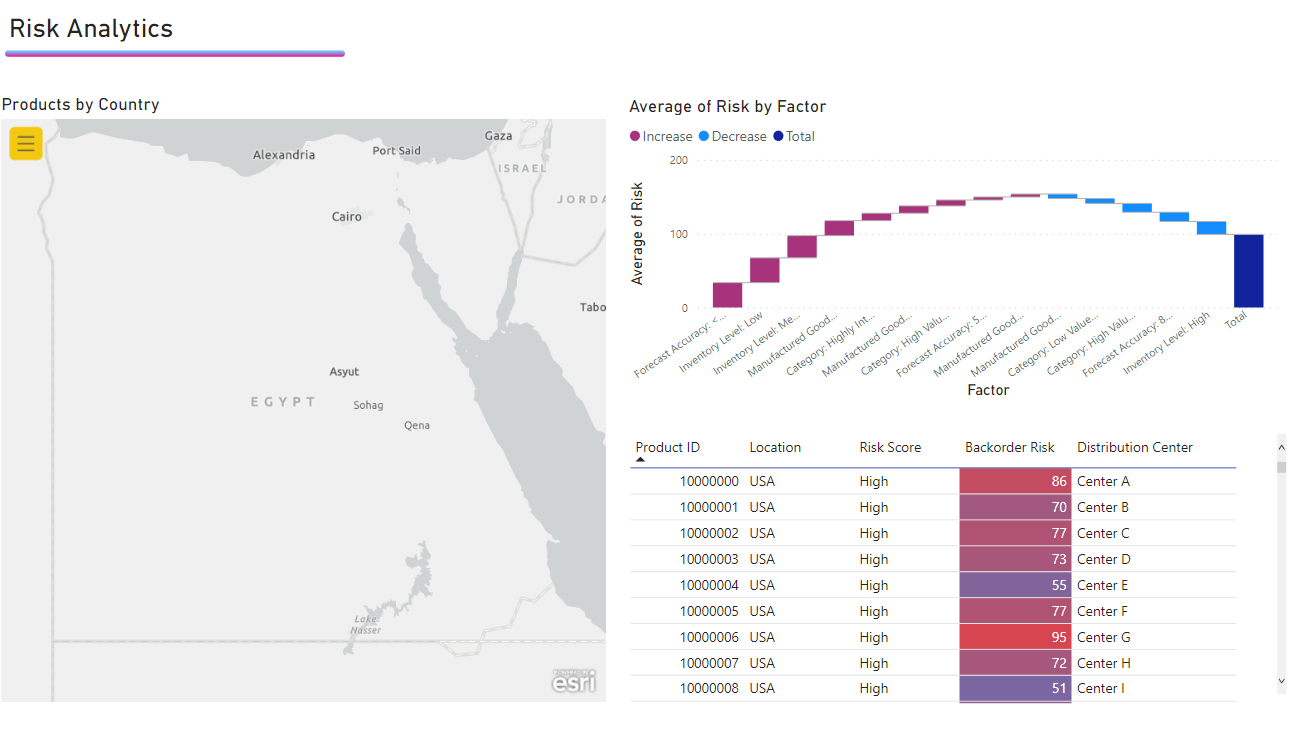 Risk Analytics
Products by Country
Alexandria
Port Said
Gaza
ISRAEL
JORDA
Cairo
Tabo
Asyut
EGYPT
Sohag
Qena
Lake
Nasser
POWERED BY
esri
Average of Risk by Factor
Increase Decrease Total
Average of Risk
200
100
0
Forecast Accuracy: <...
Inventory Level: Low
Inventory Level: Me...
Manufactured Good...
Category: Highly Int...
Manufactured Good...
Category: High Valu...
Forecast Accuracy: 5...
Manufactured Good...
Manufactured Good...
Category: Low Value...
Category: High Valu...
Forecast Accuracy: 8...
Inventory Level: High
Total
Factor
Product ID Location Risk Score Backorder Risk Distribution Center
10000000 USA High 86 Center A
10000001 USA High 70 Center B
10000002 USA High 77 Center C
10000003 USA High 73 Center D
10000004 USA High 55 Center E
10000005 USA High 77 Center F
10000006 USA High 95 Center G
10000007 USA High 72 Center H
10000008 USA High 51 Center I